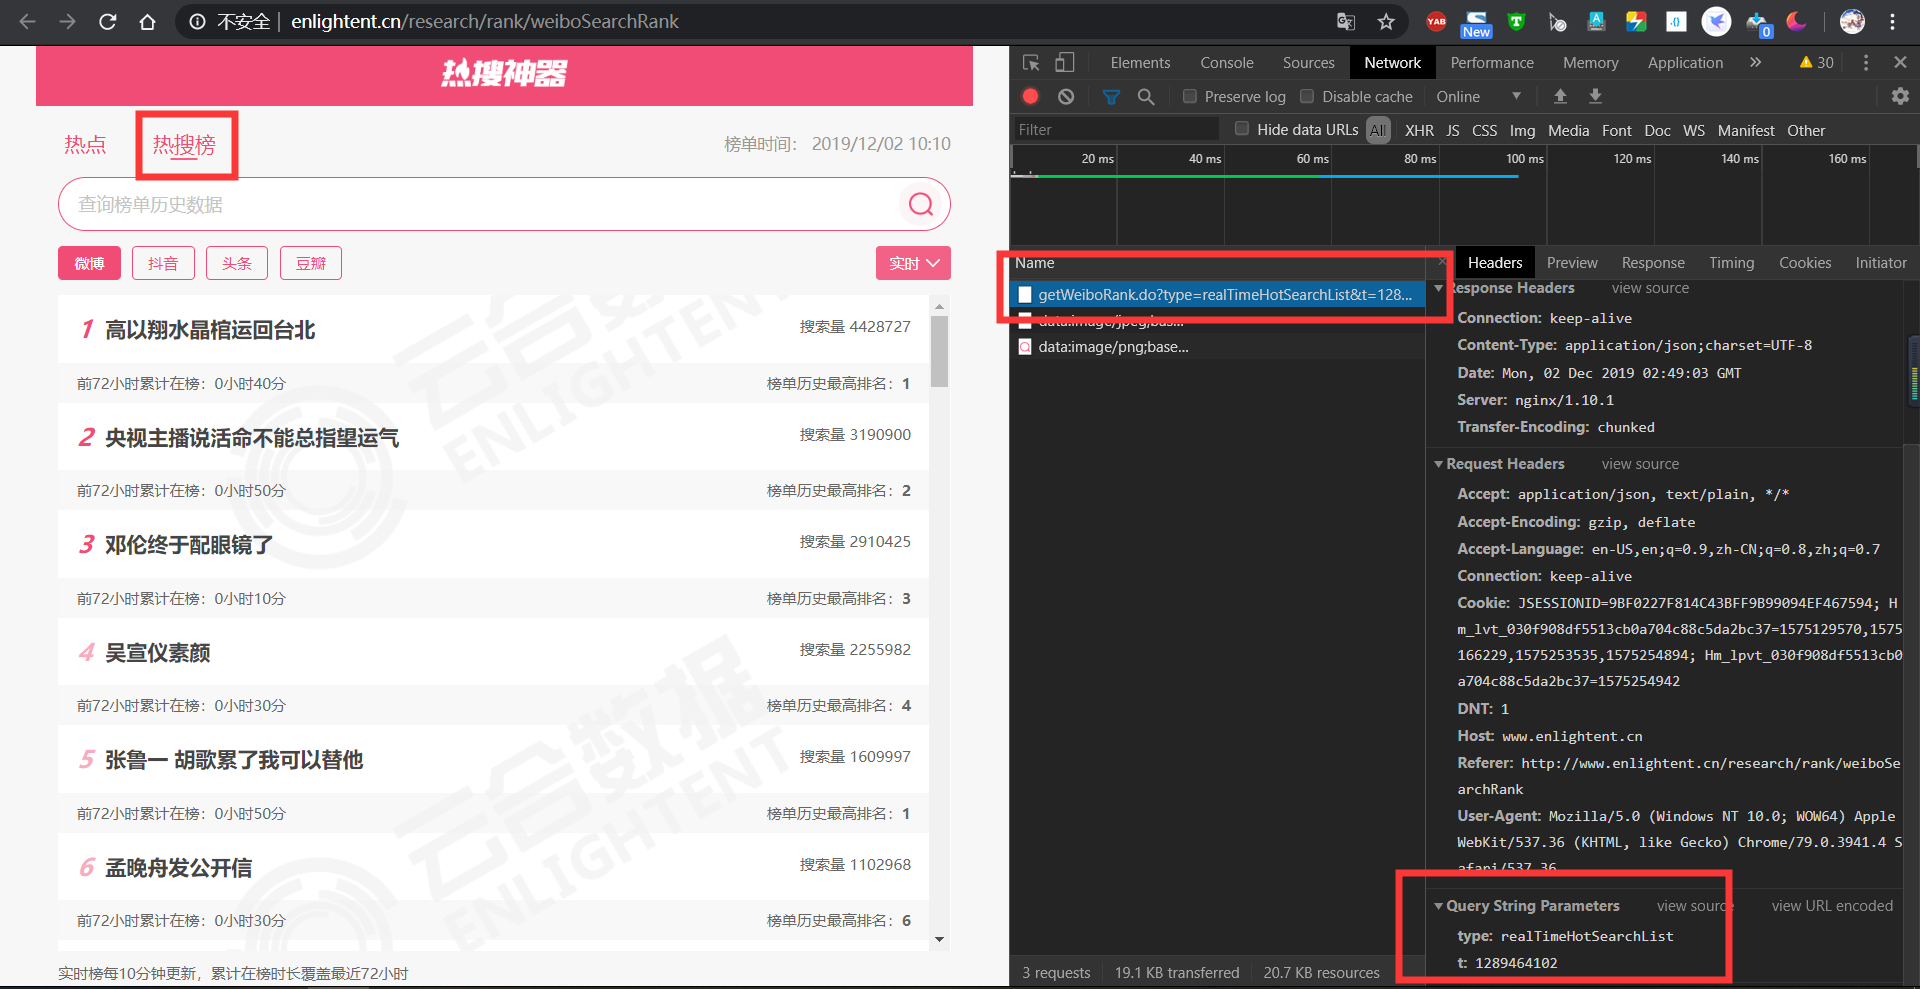 不安全 | enlightent.cn/research/rank/weiboSearchRank
YAB
New
0
热搜神器
热点
热搜榜
榜单时间： 2019/12/02 10:10
查询榜单历史数据
微博
抖音
头条
豆瓣
实时
1 高以翔水晶棺运回台北
搜索量 4428727
前72小时累计在榜：0小时40分
榜单历史最高排名：1
2 央视主播说活命不能总指望运气
搜索量 3190900
前72小时累计在榜：0小时50分
榜单历史最高排名：2
3 邓伦终于配眼镜了
搜索量 2910425
前72小时累计在榜：0小时10分
榜单历史最高排名：3
4 吴宣仪素颜
搜索量 2255982
前72小时累计在榜：0小时30分
榜单历史最高排名：4
5 张鲁一 胡歌累了我可以替他
搜索量 1609997
前72小时累计在榜：0小时50分
榜单历史最高排名：1
6 孟晚舟发公开信
搜索量 1102968
前72小时累计在榜：0小时30分
榜单历史最高排名：6
云合数据
ENLIGHTENT
云合数据
ENLIGHTENT
实时榜每10分钟更新，累计在榜时长覆盖最近72小时
Elements Console Sources Network Performance Memory Application » 30
Preserve log Disable cache Online
Filter
Hide data URLs All XHR JS CSS Img Media Font Doc WS Manifest Other
20 ms 40 ms 60 ms 80 ms 100 ms 120 ms 140 ms 160 ms
Name
getWeiboRank.do?type=realTimeHotSearchList&t=128...
data:image/jpeg;bas...
data:image/png;base...
3 requests 19.1 KB transferred 20.7 KB resources
Headers Preview Response Timing Cookies Initiator
Response Headers view source
Connection: keep-alive
Content-Type: application/json;charset=UTF-8
Date: Mon, 02 Dec 2019 02:49:03 GMT
Server: nginx/1.10.1
Transfer-Encoding: chunked
Request Headers view source
Accept: application/json, text/plain, */*
Accept-Encoding: gzip, deflate
Accept-Language: en-US,en;q=0.9,zh-CN;q=0.8,zh;q=0.7
Connection: keep-alive
Cookie: JSESSIONID=9BF0227F814C43BFF9B99094EF467594; H
m_lvt_030f908df5513cb0a704c88c5da2bc37=1575129570,1575
166229,1575253535,1575254894; Hm_lpvt_030f908df5513cb0
a704c88c5da2bc37=1575254942
DNT: 1
Host: www.enlightent.cn
Referer: http://www.enlightent.cn/research/rank/weiboSe
archRank
User-Agent: Mozilla/5.0 (Windows NT 10.0; WOW64) Apple
WebKit/537.36 (KHTML, like Gecko) Chrome/79.0.3941.4 S
afari/537.36
Query String Parameters view source view URL encoded
type: realTimeHotSearchList
t: 1289464102